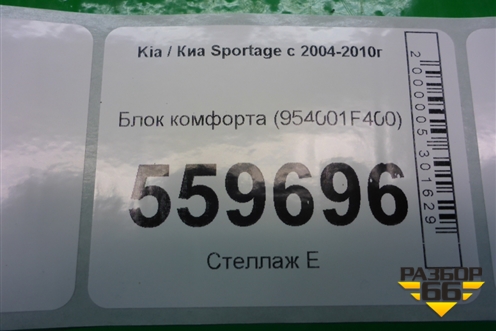 Kia / Киа Sportage с 2004-2010г
Блок комфорта (954001F400)
559696
Стеллаж Е
2000005301629
РАЗБОР
66